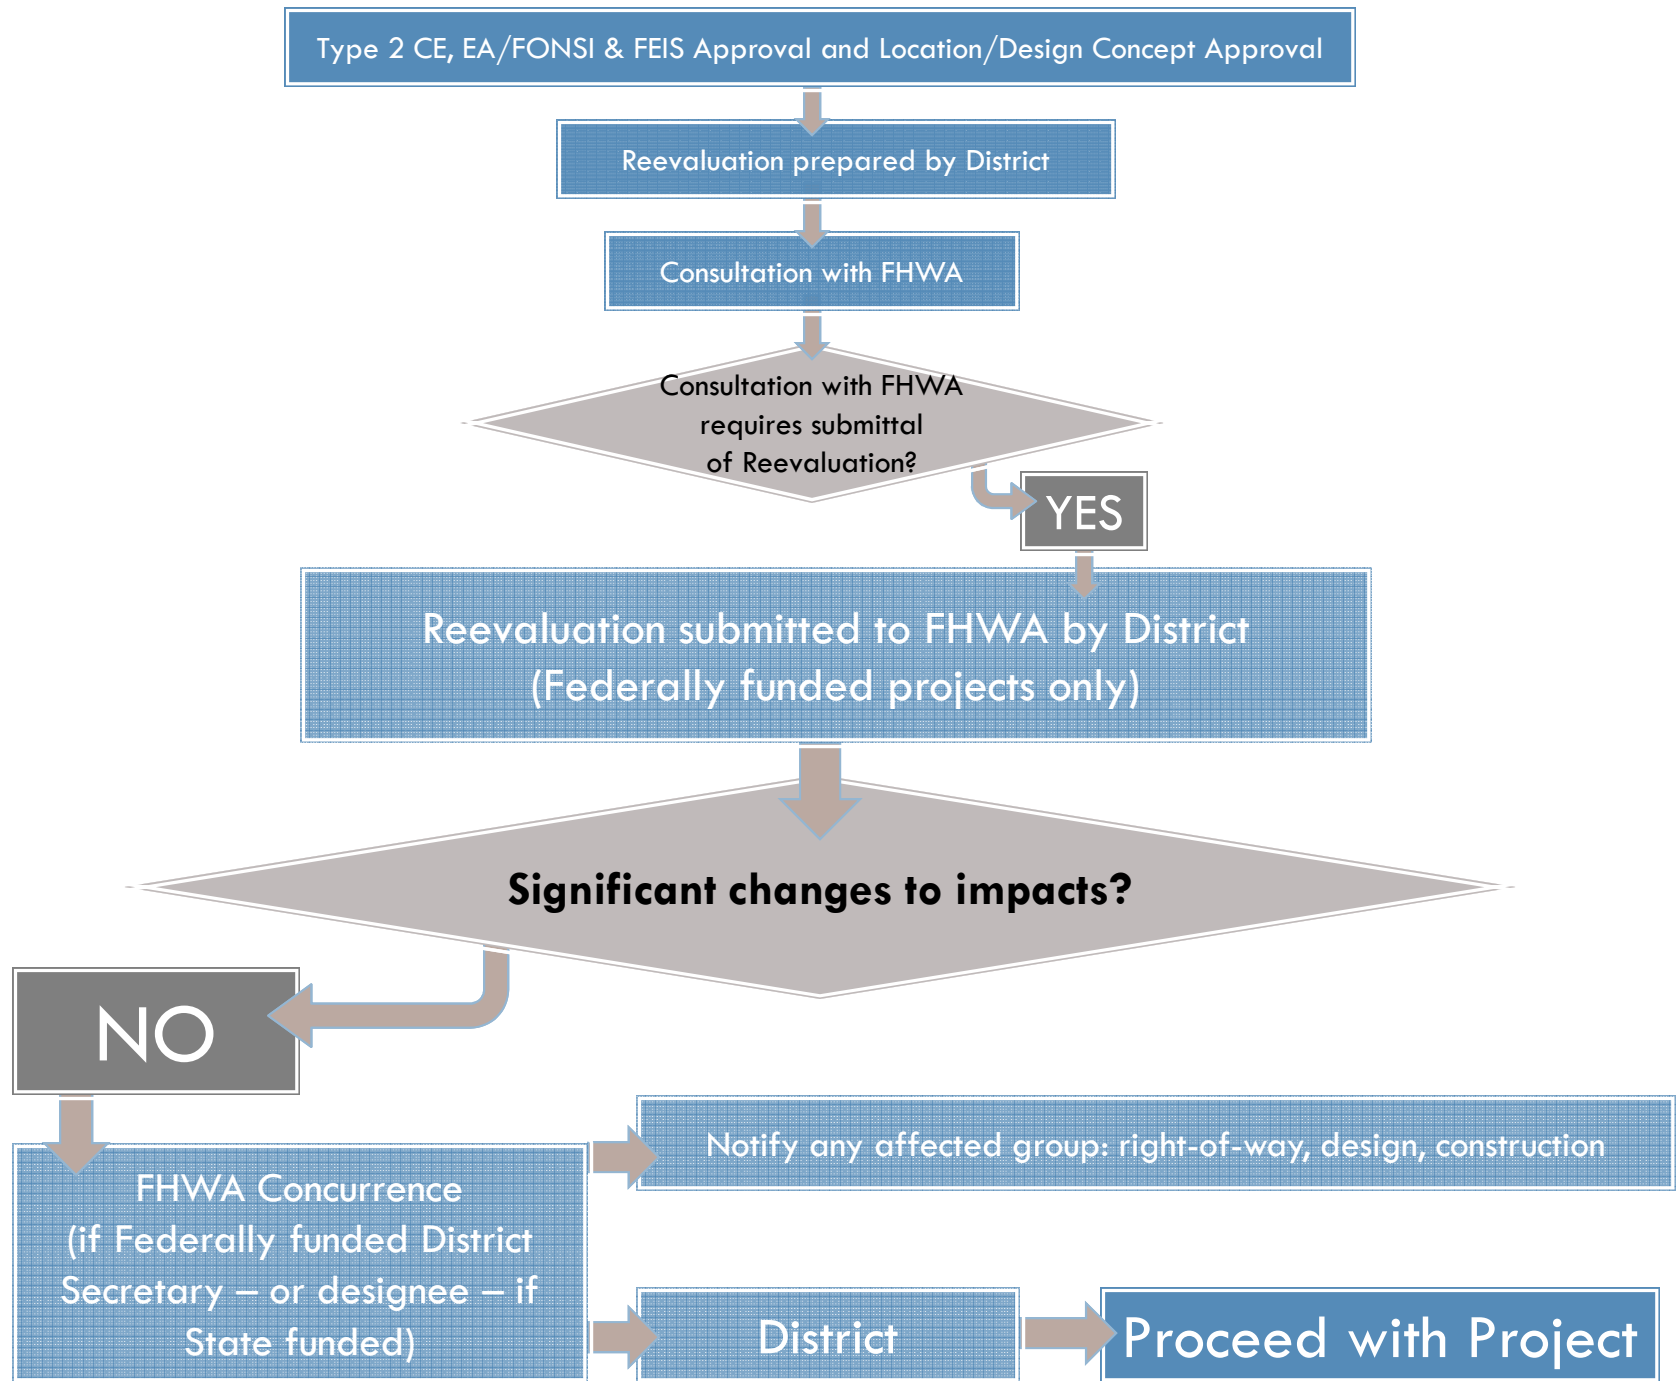 Type 2 CE, EA/FONSI & FEIS Approval and Location/Design Concept Approval
Reevaluation prepared by District
Consultation with FHWA
Consultation with FHWA
requires submittal
of Reevaluation?
YES
Reevaluation submitted to FHWA by District
(Federally funded projects only)
Significant changes to impacts?
NO
Notify any affected group: right-of-way, design, construction
FHWA Concurrence
(if Federally funded District
Secretary – or designee – if
State funded)
District
Proceed with Project